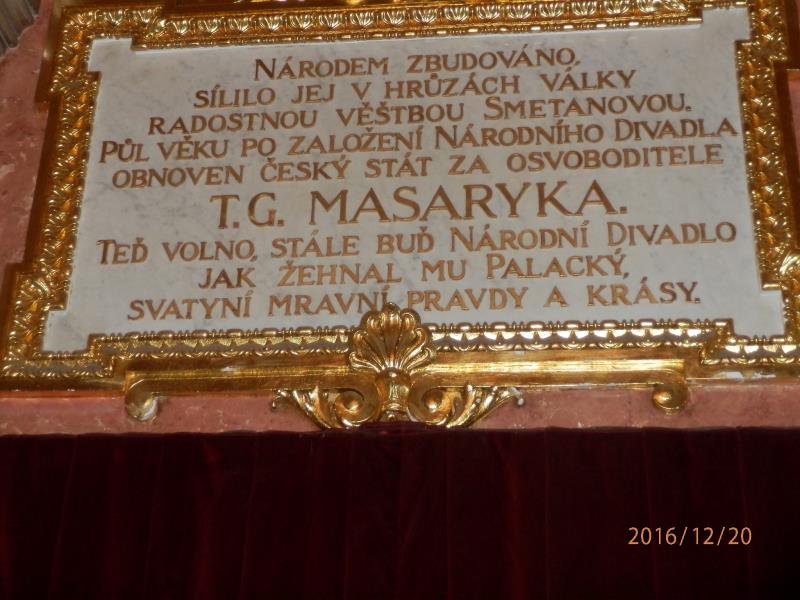 Národem zbudováno,
sílilo jej v hrůzách války
radostnou věštbou Smetanovou.
Půl věku po založení Národního Divadla
obnoven český stát za osvoboditele
T.G. MASARYKA.
Teď volno, stále buď Národní Divadlo
jak žehnal mu Palacký,
svatyní mravní pravdy a krásy.
2016/12/20